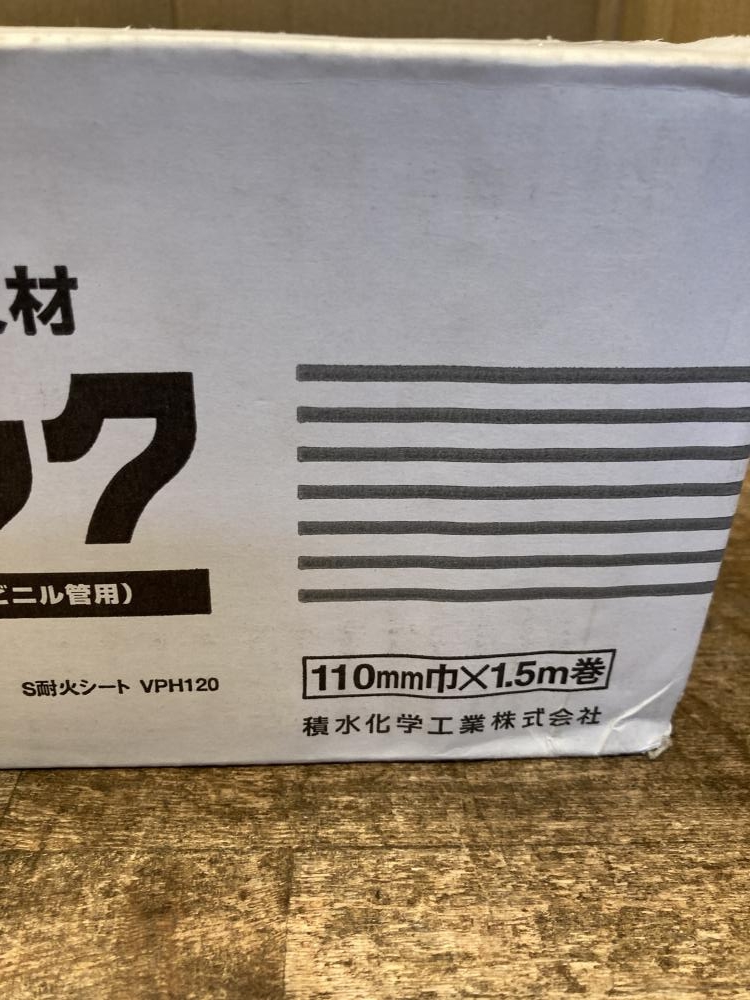 材
ック
ビニル管用）
S耐火シート VPH120
110mm巾×1.5m巻
積水化学工業株式会社